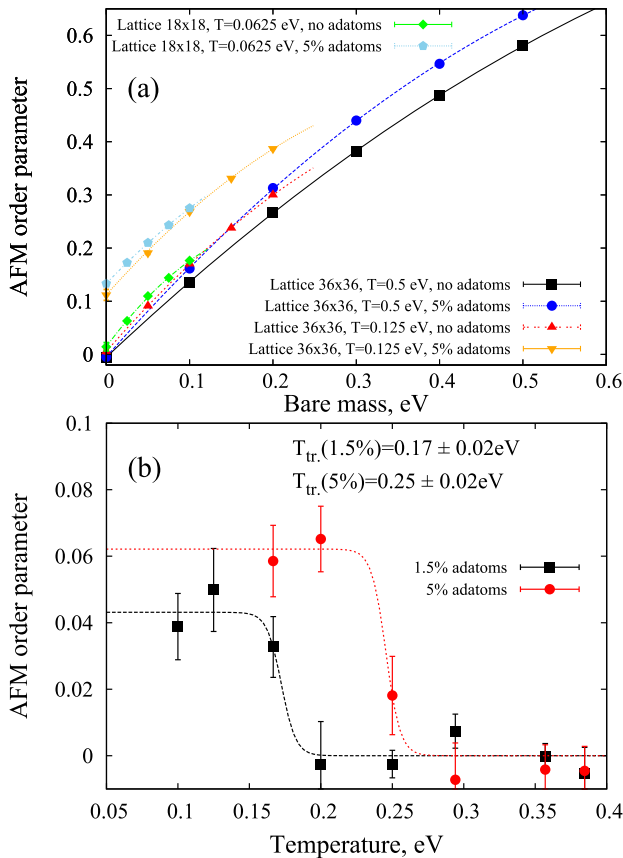 Lattice 18x18, T=0.0625 eV, no adatoms
Lattice 18x18, T=0.0625 eV, 5% adatoms
(a)
AFM order parameter
0.6
0.5
0.4
0.3
0.2
0.1
0
Lattice 36x36, T=0.5 eV, no adatoms
Lattice 36x36, T=0.5 eV, 5% adatoms
Lattice 36x36, T=0.125 eV, no adatoms
Lattice 36x36, T=0.125 eV, 5% adatoms
0 0.1 0.2 0.3 0.4 0.5 0.6
Bare mass, eV
(b)
T_tr.(1.5%)=0.17 ± 0.02eV
T_tr.(5%)=0.25 ± 0.02eV
AFM order parameter
0.1
0.08
0.06
0.04
0.02
0
1.5% adatoms
5% adatoms
0.05 0.1 0.15 0.2 0.25 0.3 0.35 0.4
Temperature, eV